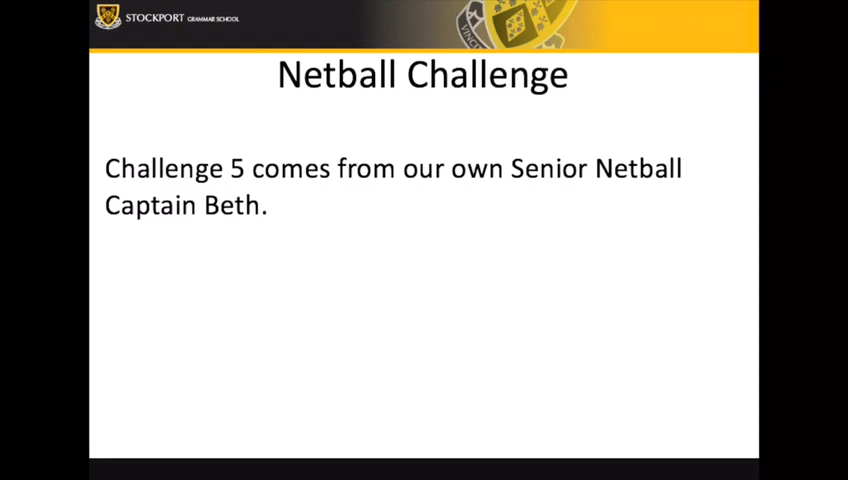 STOCKPORT GRAMMAR SCHOOL
Netball Challenge
Challenge 5 comes from our own Senior Netball
Captain Beth.